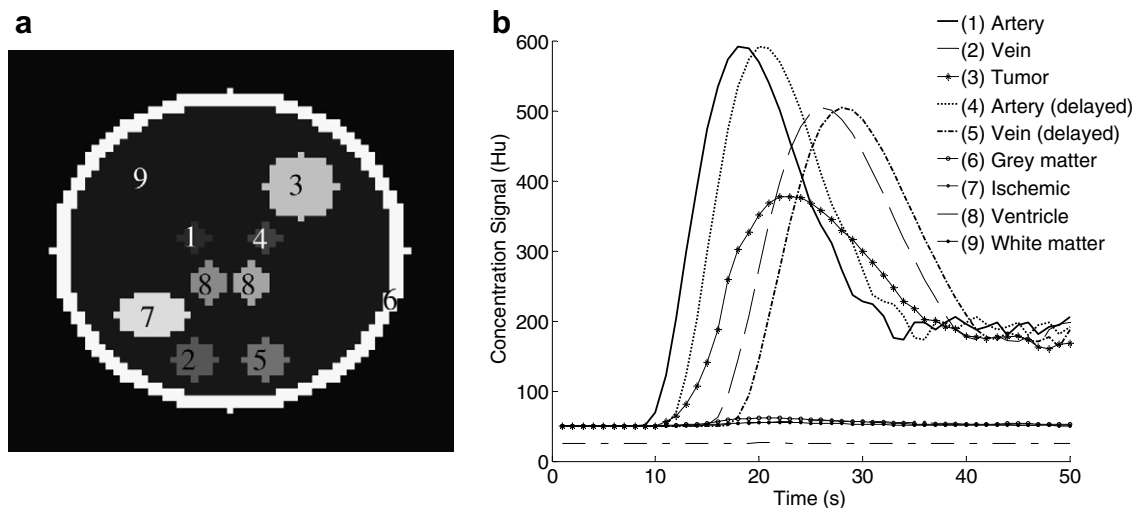 a
9
3
1
4
8
8
7
6
2
5
b
Concentration Signal (Hu)
600
500
400
300
200
100
0
0
10
20
30
40
50
Time (s)
(1) Artery
(2) Vein
(3) Tumor
(4) Artery (delayed)
(5) Vein (delayed)
(6) Grey matter
(7) Ischemic
(8) Ventricle
(9) White matter